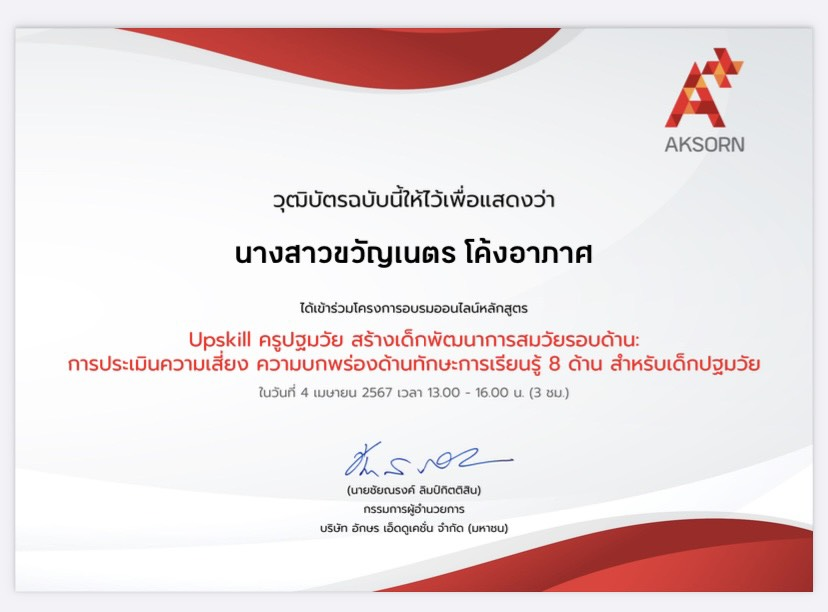 AKSORN
วุฒิบัตรฉบับนี้ให้ไว้เพื่อแสดงว่า
นางสาวขวัญเนตร โค้งอาภาศ
ได้เข้าร่วมโครงการอบรมออนไลน์หลักสูตร
Upskill ครูปฐมวัย สร้างเด็กพัฒนาการสมวัยรอบด้าน:
การประเมินความเสี่ยง ความบกพร่องด้านทักษะการเรียนรู้ 8 ด้าน สำหรับเด็กปฐมวัย
ในวันที่ 4 เมษายน 2567 เวลา 13.00 - 16.00 น. (3 ชม.)
(นายชัยณรงค์ ลิมป์กิตติสิน)
กรรมการผู้อำนวยการ
บริษัท อักษร เอ็ดดูเคชั่น จำกัด (มหาชน)